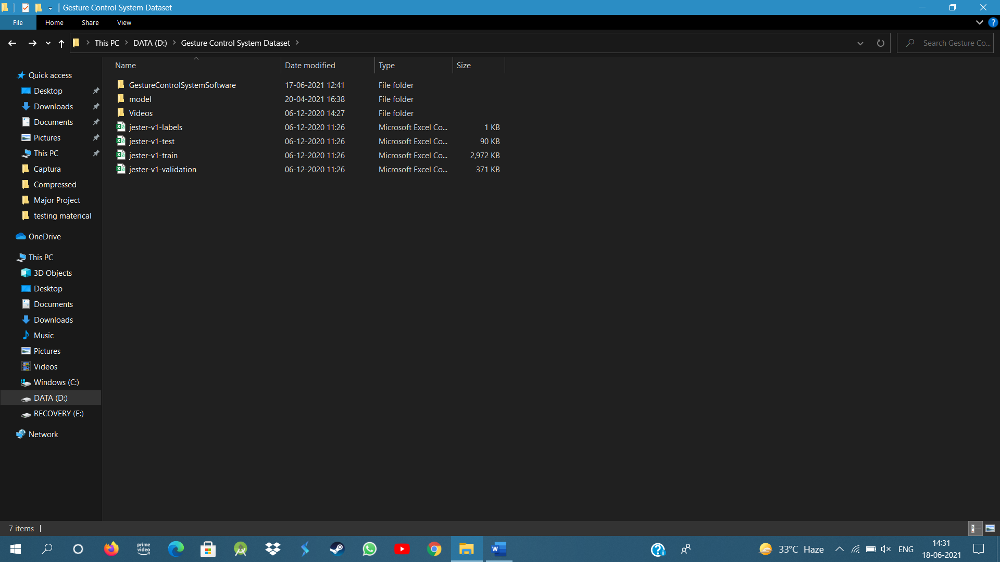 Gesture Control System Dataset
File Home Share View
This PC DATA (D:) Gesture Control System Dataset Search Gesture Co...
Name Date modified Type Size
GestureControlSystemSoftware 17-06-2021 12:41 File folder
model 20-04-2021 16:38 File folder
Videos 06-12-2020 14:27 File folder
jester-v1-labels 06-12-2020 11:26 Microsoft Excel Co... 1 KB
jester-v1-test 06-12-2020 11:26 Microsoft Excel Co... 90 KB
jester-v1-train 06-12-2020 11:26 Microsoft Excel Co... 2,972 KB
jester-v1-validation 06-12-2020 11:26 Microsoft Excel Co... 371 KB
Quick access
Desktop
Downloads
Documents
Pictures
This PC
Captura
Compressed
Major Project
testing materical
OneDrive
This PC
3D Objects
Desktop
Documents
Downloads
Music
Pictures
Videos
Windows (C:)
DATA (D:)
RECOVERY (E:)
Network
7 items
prime video
33°C Haze ENG
14:31
18-06-2021